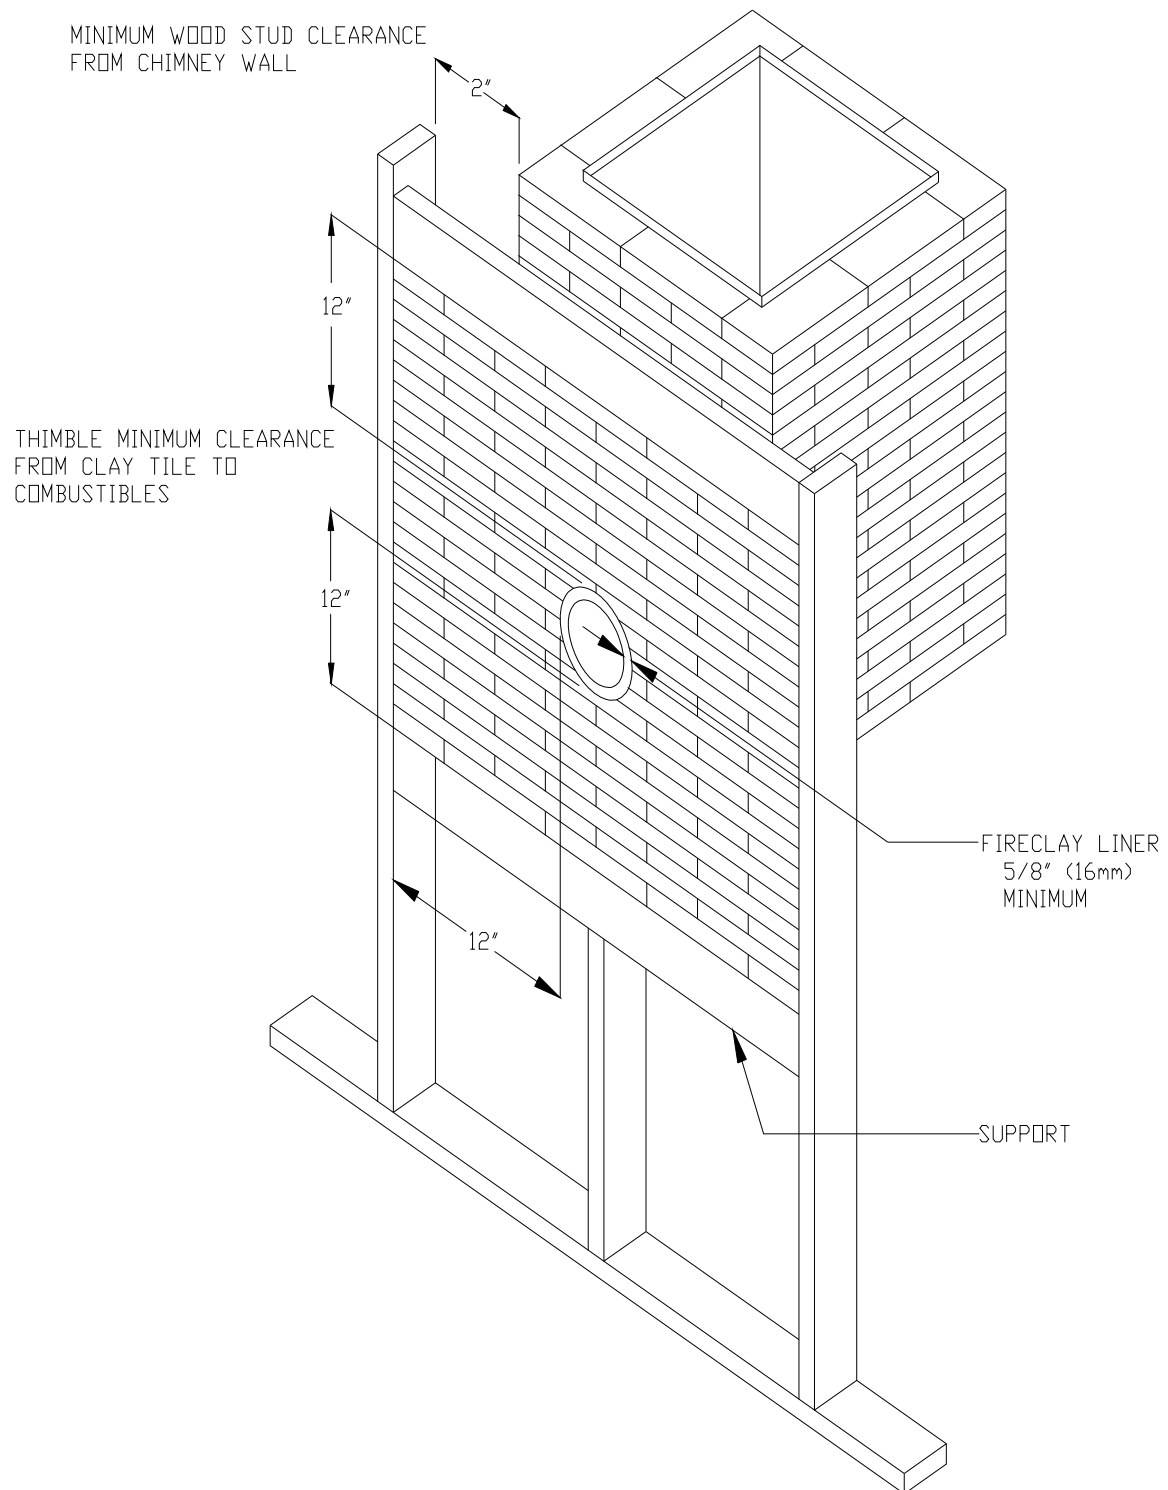 MINIMUM WOOD STUD CLEARANCE
FROM CHIMNEY WALL
2"
12"
THIMBLE MINIMUM CLEARANCE
FROM CLAY TILE TO
COMBUSTIBLES
12"
FIRECLAY LINER
5/8" (16mm)
MINIMUM
12"
SUPPORT